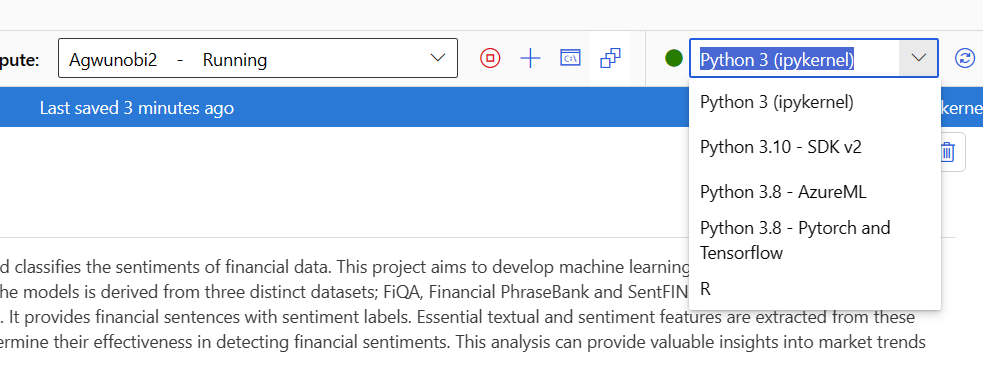 pute: Agwunobi2 - Running Python 3 (ipykernel)
Last saved 3 minutes ago kerne
Python 3 (ipykernel)
Python 3.10 - SDK v2
Python 3.8 - AzureML
Python 3.8 - Pytorch and
Tensorflow
R
d classifies the sentiments of financial data. This project aims to develop machine learning
he models is derived from three distinct datasets; FiQA, Financial PhraseBank and SentFIN
. It provides financial sentences with sentiment labels. Essential textual and sentiment features are extracted from these
ermine their effectiveness in detecting financial sentiments. This analysis can provide valuable insights into market trends